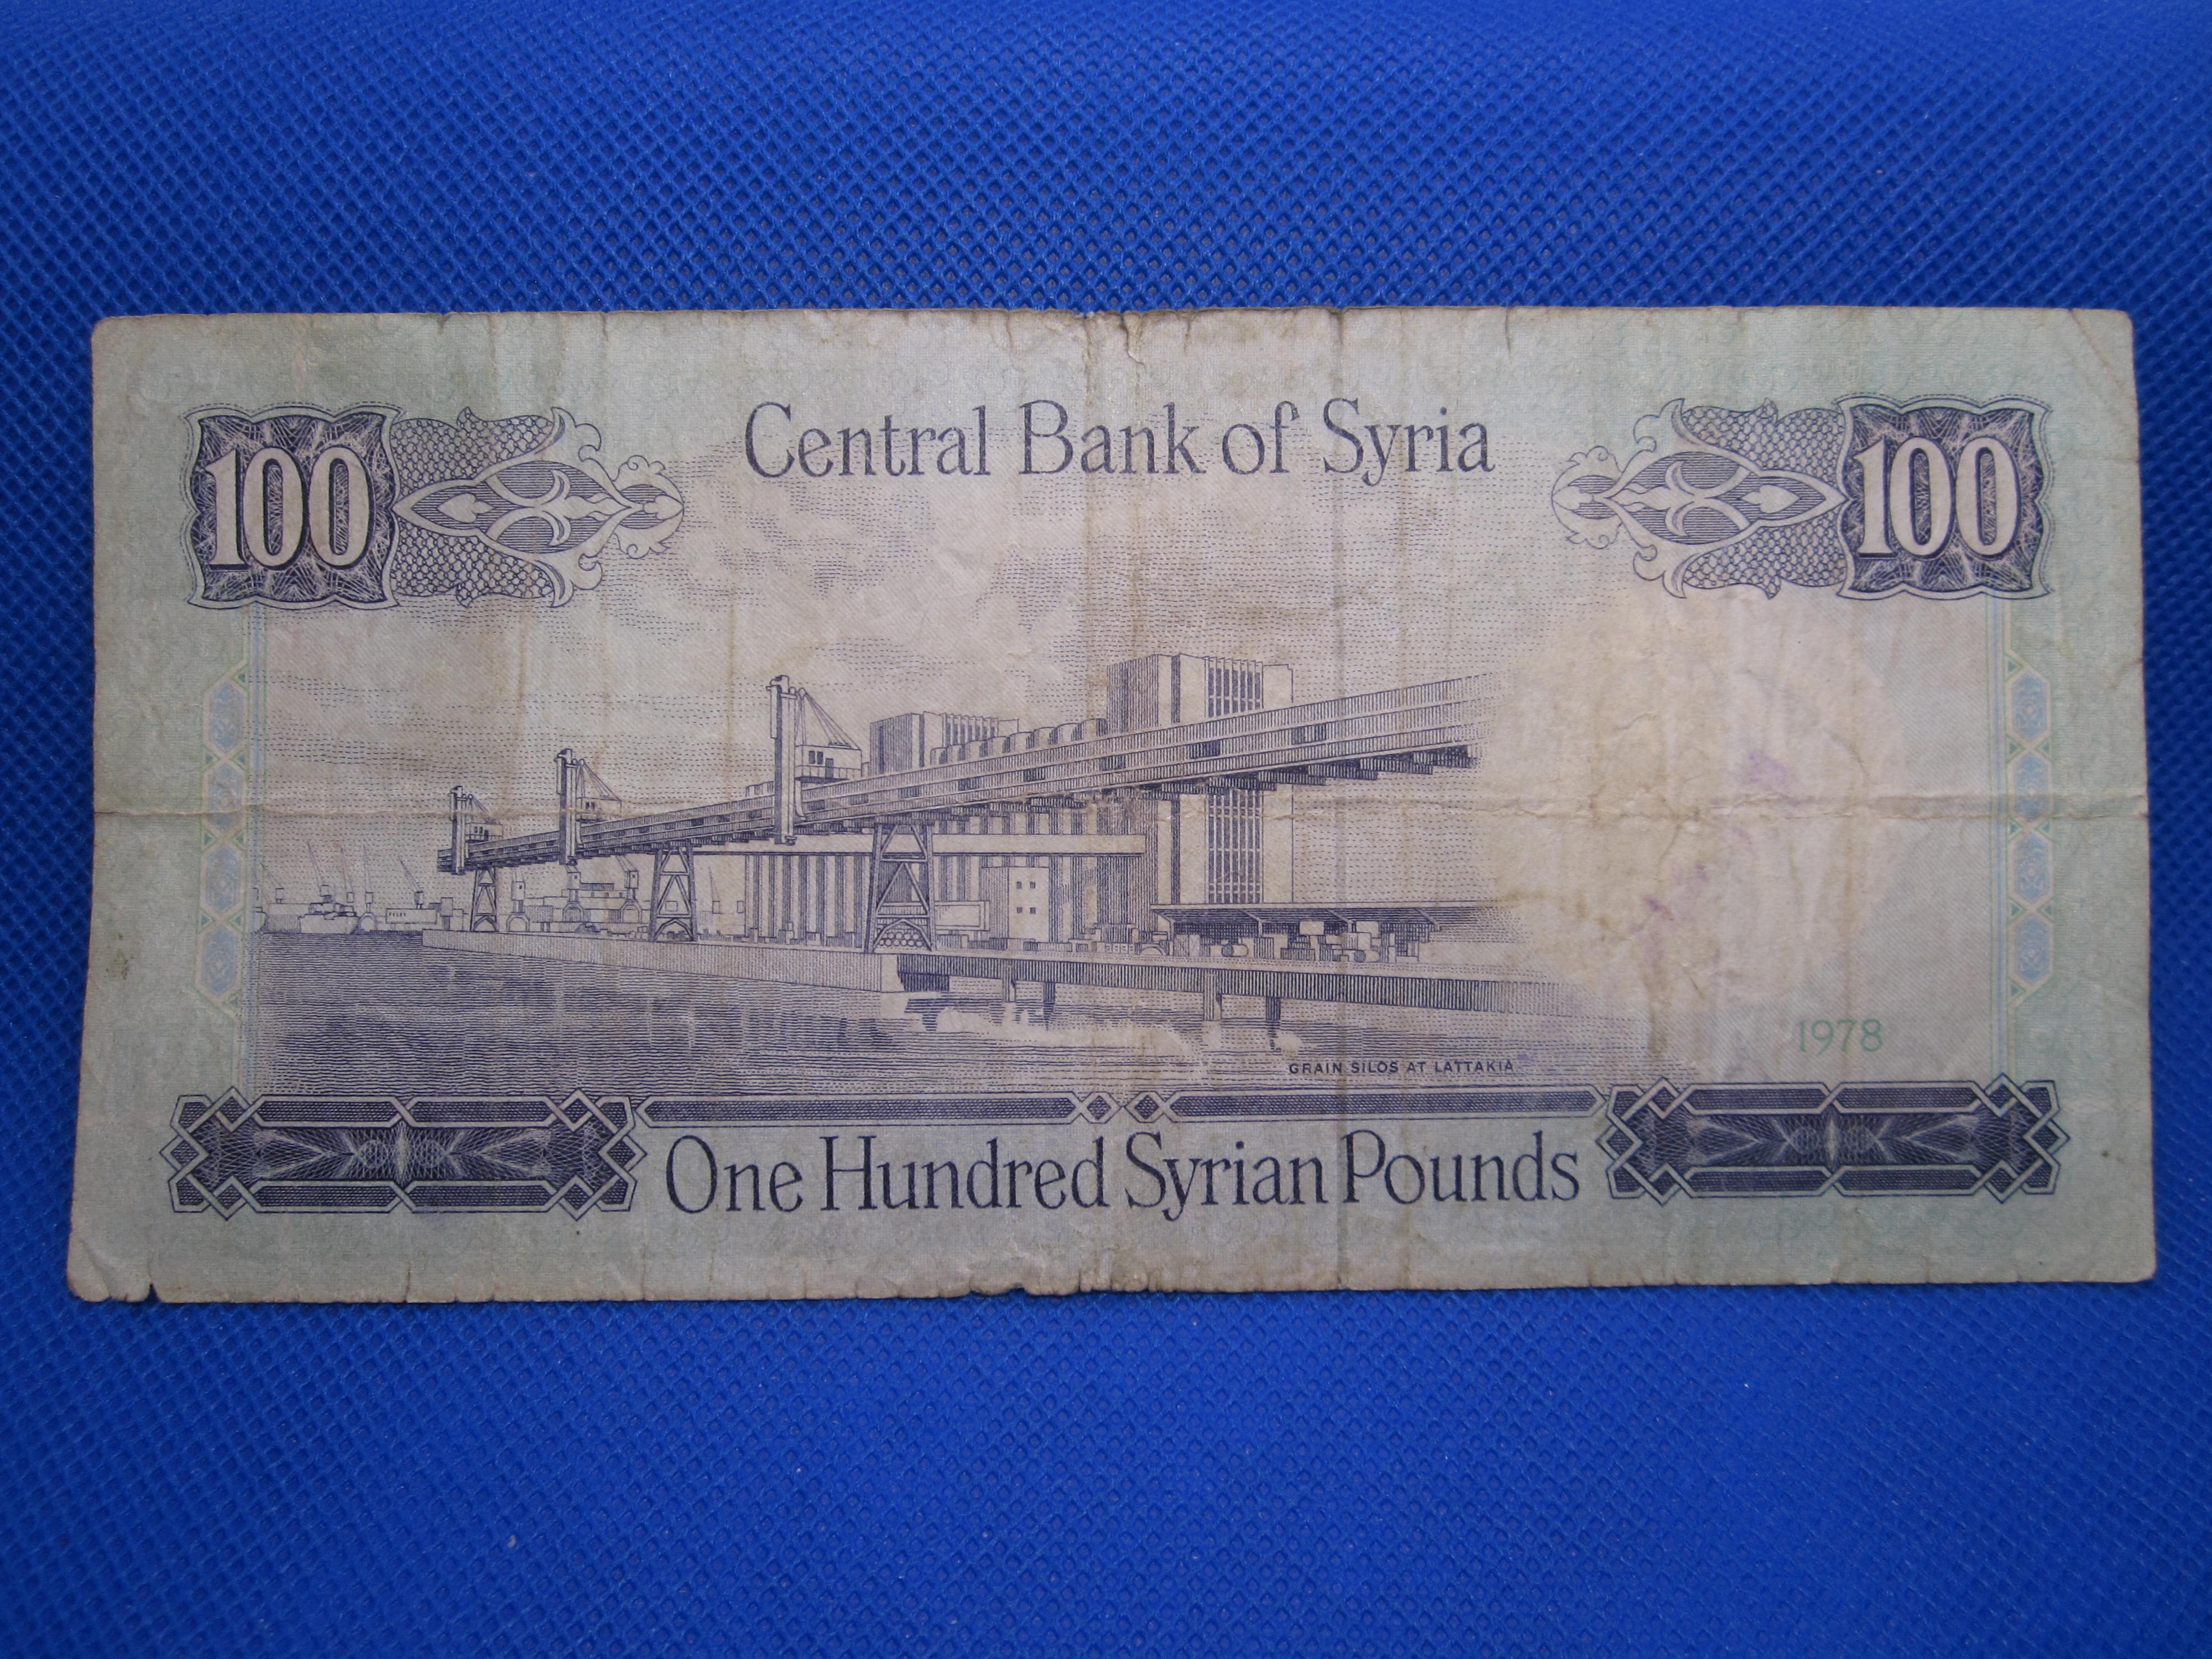 Central Bank of Syria
100
100
1978
GRAIN SILOS AT LATTAKIA
One Hundred Syrian Pounds